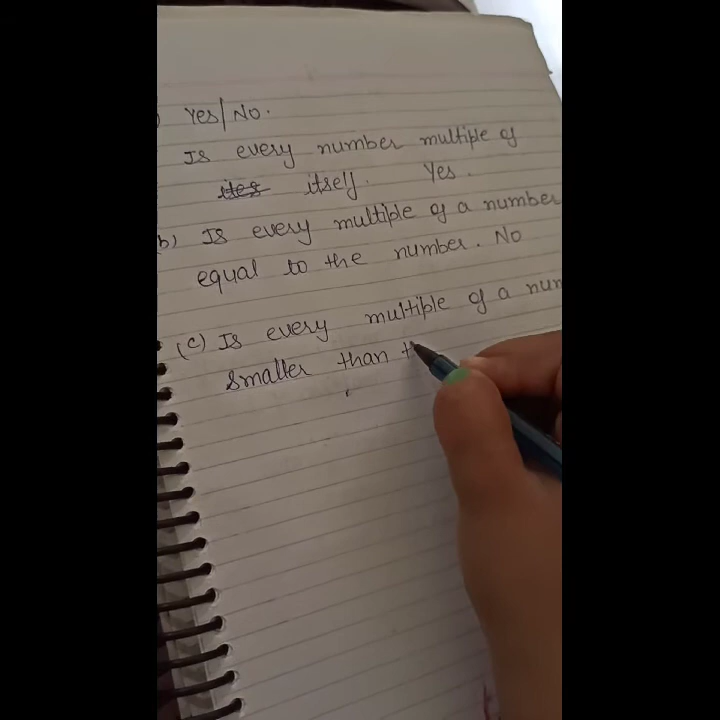 ) Yes/No.
Is every number multiple of
ites itself. Yes.
b) Is every multiple of a number
equal to the number. No
(c) Is every multiple of a num
smaller than t